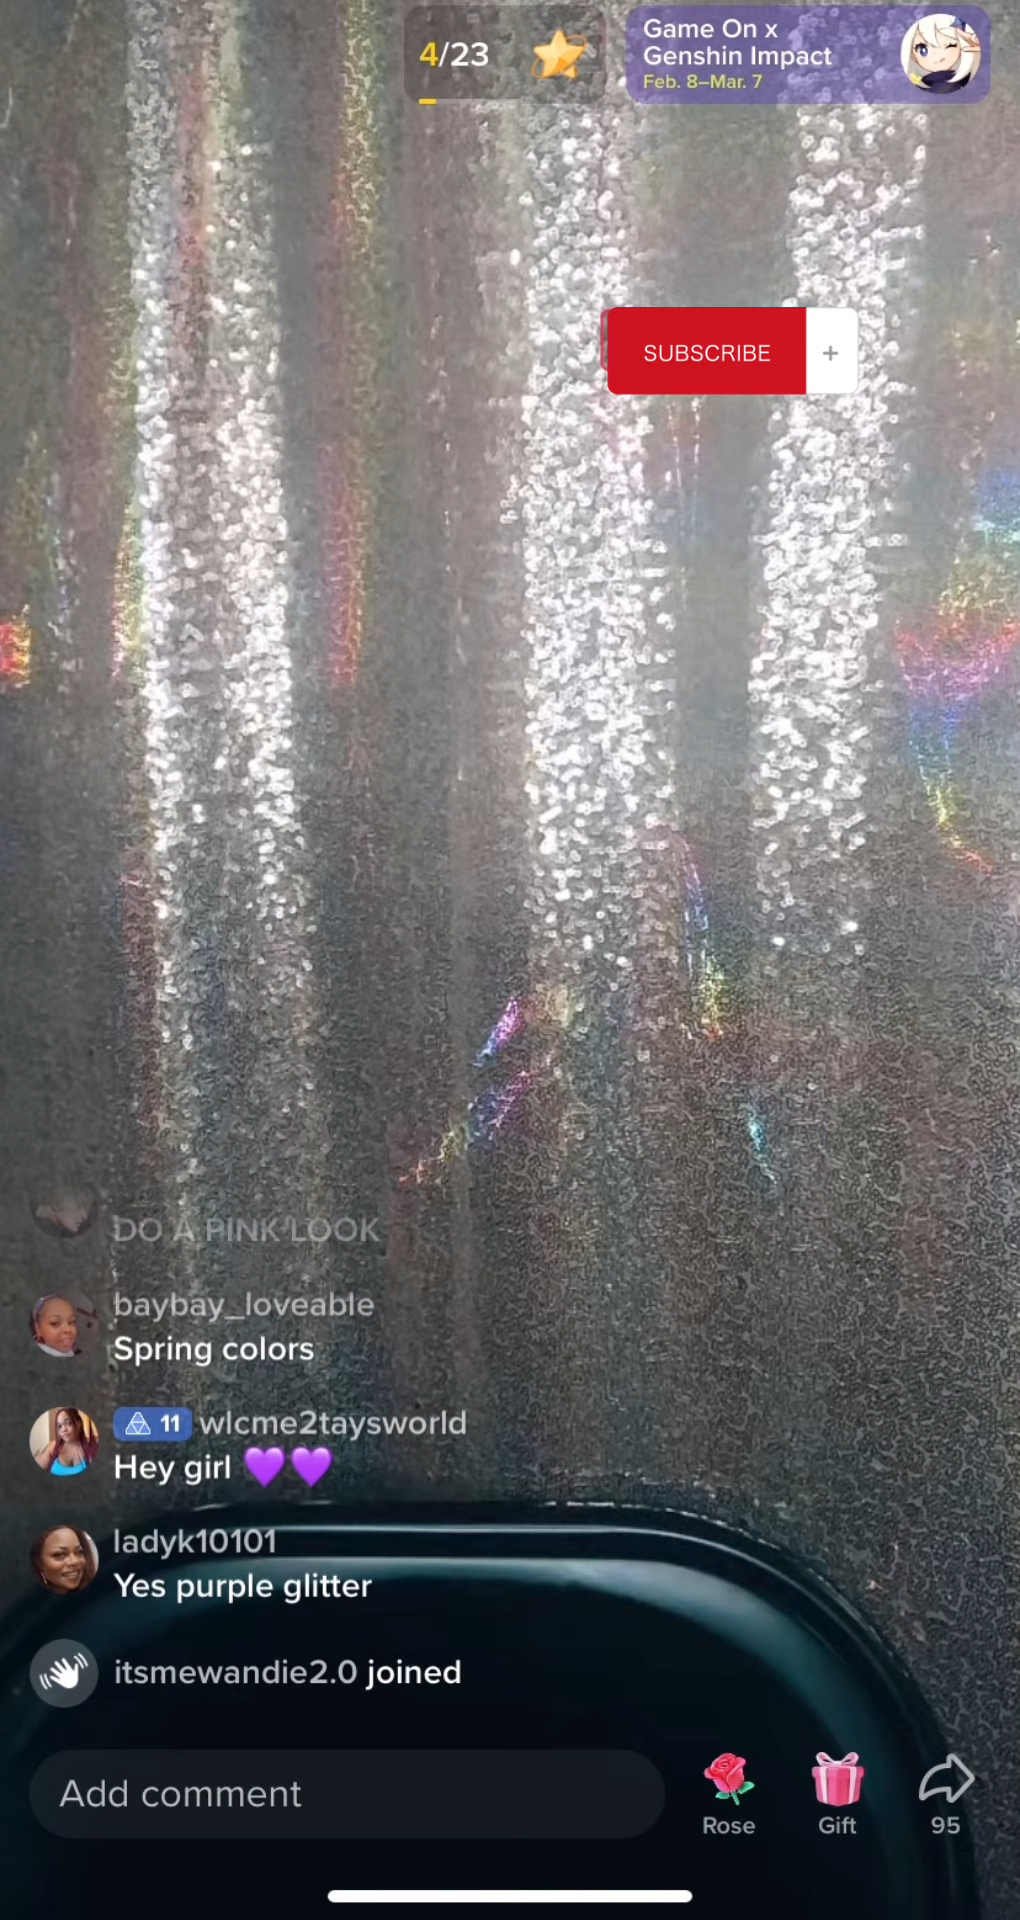 4/23
Game On x
Genshin Impact
Feb. 8–Mar. 7
SUBSCRIBE +
DO A PINK LOOK
baybay_loveable
Spring colors
11 wlcme2taysworld
Hey girl 💜💜
ladyk10101
Yes purple glitter
itsmewandie2.0 joined
Add comment
Rose
Gift
95